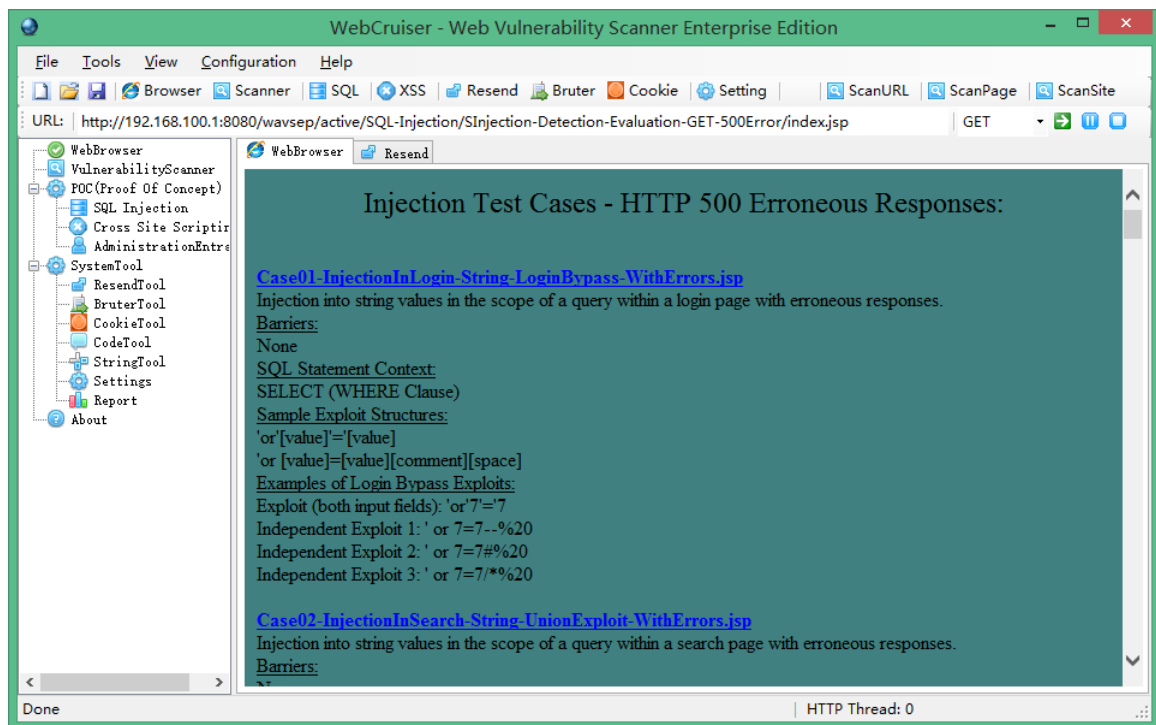 WebCruiser - Web Vulnerability Scanner Enterprise Edition
File Tools View Configuration Help
Browser Scanner SQL XSS Resend Bruter Cookie Setting ScanURL ScanPage ScanSite
URL: http://192.168.100.1:8080/wavsep/active/SQL-Injection/SInjection-Detection-Evaluation-GET-500Error/index.jsp GET
WebBrowser
VulnerabilityScanner
POC(Proof Of Concept)
SQL Injection
Cross Site Scriptir
AdministrationEntra
SystemTool
ResendTool
BruterTool
CookieTool
CodeTool
StringTool
Settings
Report
About
WebBrowser Resend
Injection Test Cases - HTTP 500 Erroneous Responses:
Case01-InjectionInLogin-String-LoginBypass-WithErrors.jsp
Injection into string values in the scope of a query within a login page with erroneous responses.
Barriers:
None
SQL Statement Context:
SELECT (WHERE Clause)
Sample Exploit Structures:
'or'[value]'='[value]
'or [value]=[value][comment][space]
Examples of Login Bypass Exploits:
Exploit (both input fields): 'or'7'='7
Independent Exploit 1: ' or 7=7--%20
Independent Exploit 2: ' or 7=7#%20
Independent Exploit 3: ' or 7=7/*%20
Case02-InjectionInSearch-String-UnionExploit-WithErrors.jsp
Injection into string values in the scope of a query within a search page with erroneous responses.
Barriers:
Done HTTP Thread: 0